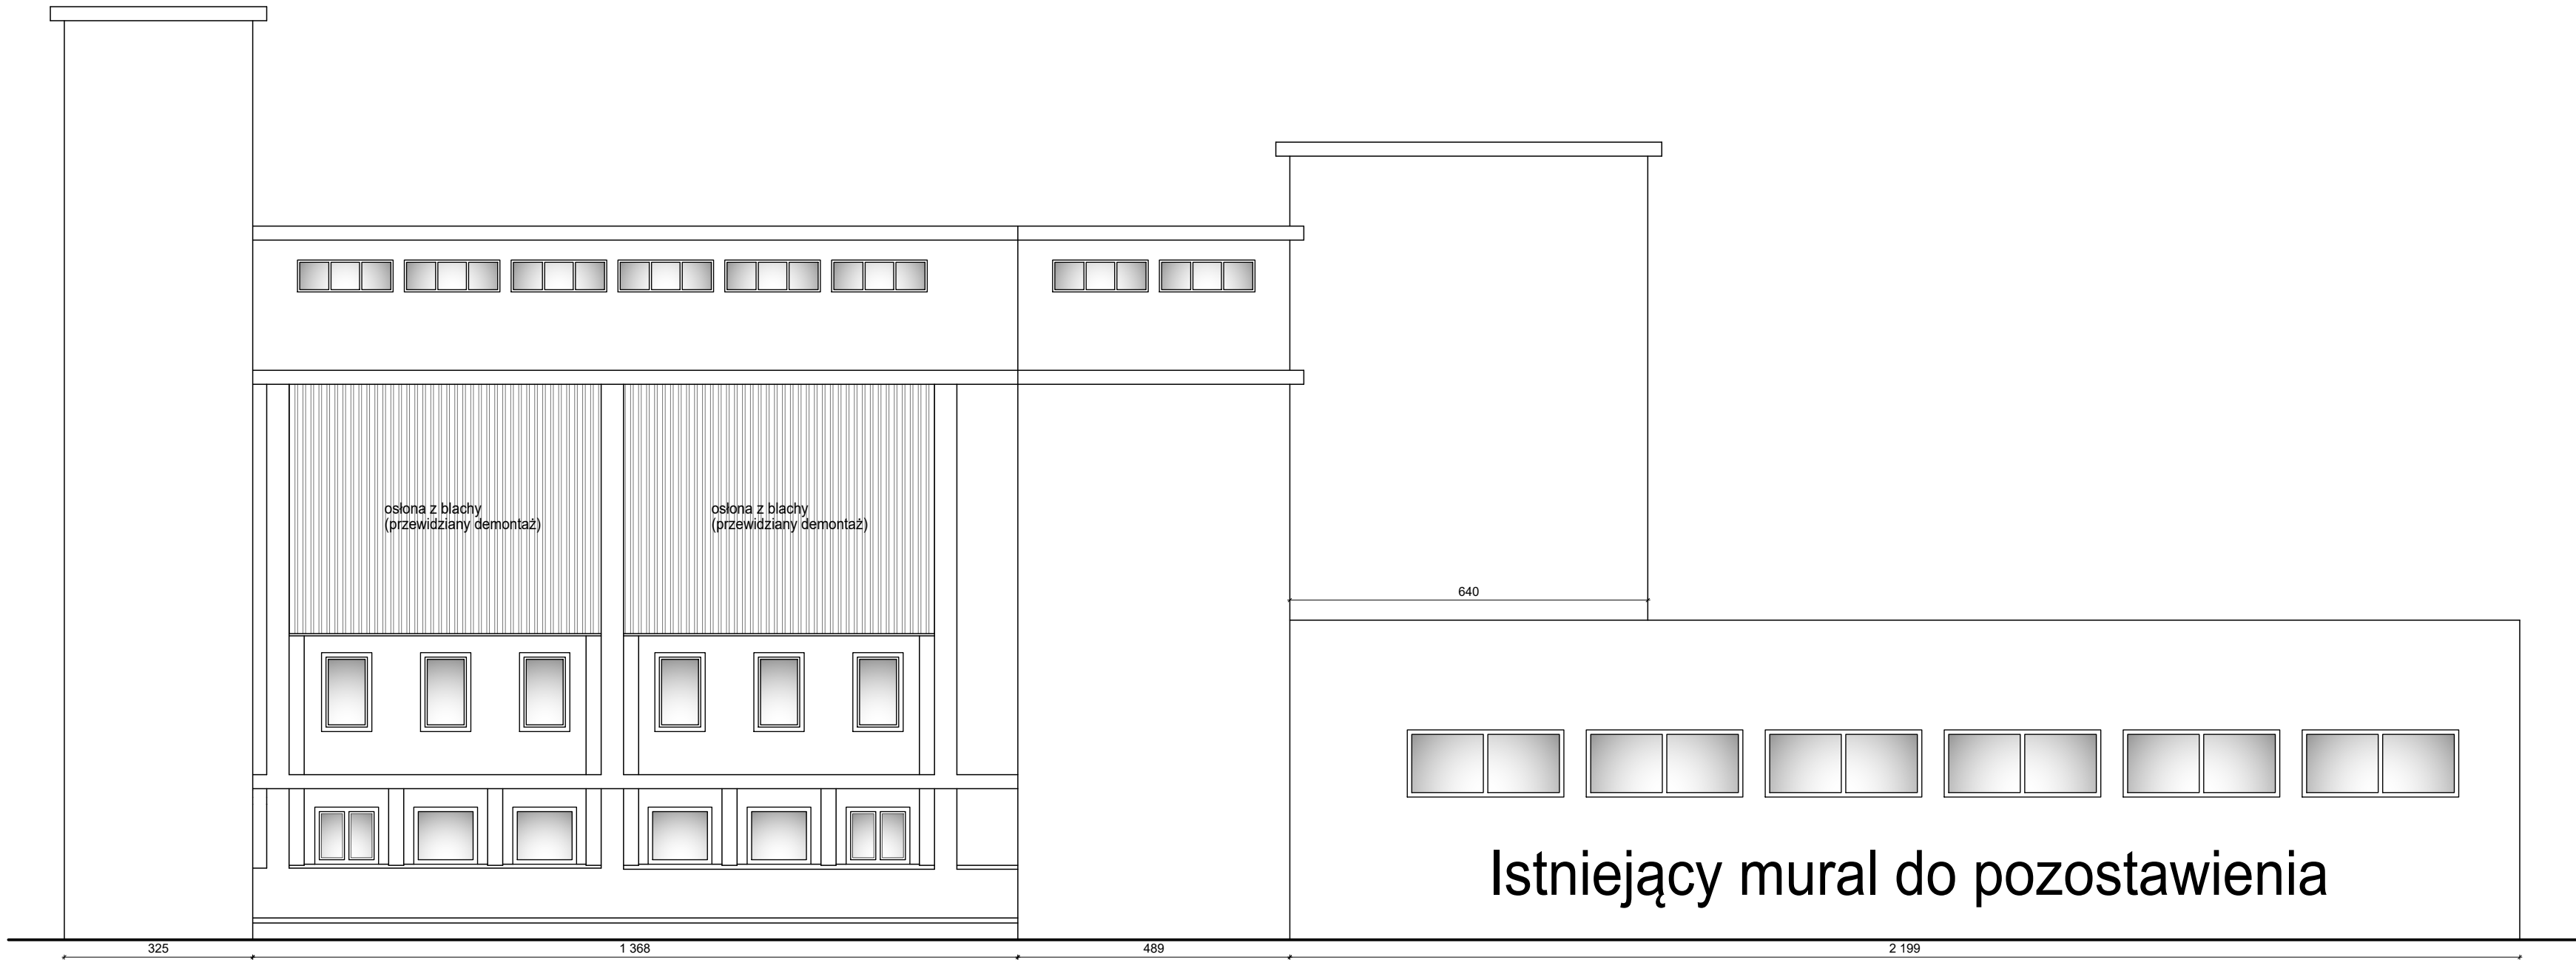 osłona z blachy
(przewidziany demontaż)
osłona z blachy
(przewidziany demontaż)
640
Istniejący mural do pozostawienia
325
1 368
489
2 199